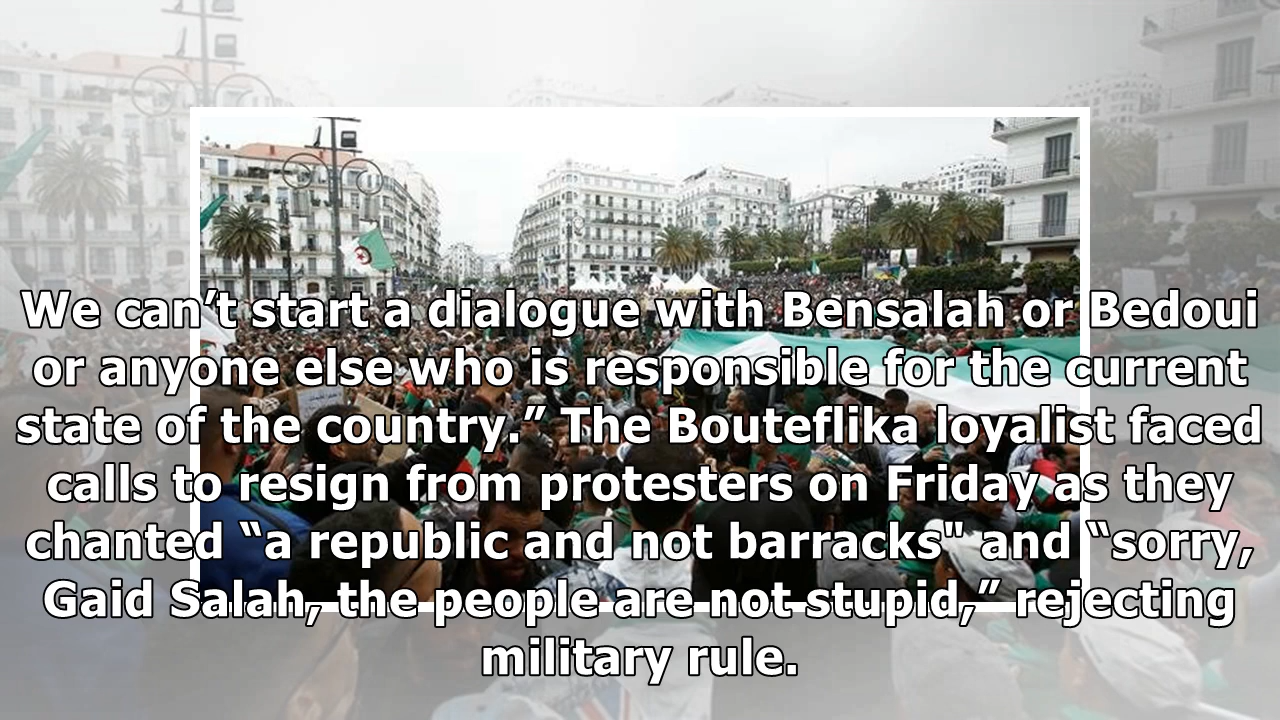 We can’t start a dialogue with Bensalah or Bedoui
or anyone else who is responsible for the current
state of the country.” The Bouteflika loyalist faced
calls to resign from protesters on Friday as they
chanted “a republic and not barracks" and “sorry,
Gaid Salah, the people are not stupid,” rejecting
military rule.